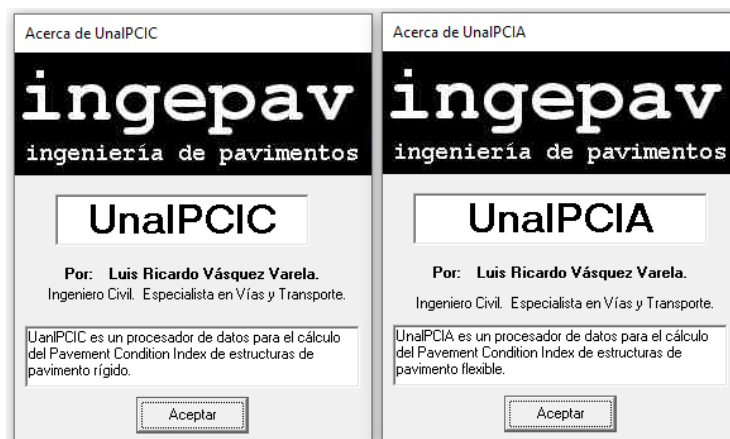 Acerca de UnalPCIC
ingepav
ingeniería de pavimentos
UnalPCIC
Por: Luis Ricardo Vásquez Varela.
Ingeniero Civil. Especialista en Vías y Transporte.
UanlPCIC es un procesador de datos para el cálculo
del Pavement Condition Index de estructuras de
pavimento rígido.
Aceptar
Acerca de UnalPCIA
ingepav
ingeniería de pavimentos
UnalPCIA
Por: Luis Ricardo Vásquez Varela.
Ingeniero Civil. Especialista en Vías y Transporte.
UnalPCIA es un procesador de datos para el cálculo
del Pavement Condition Index de estructuras de
pavimento flexible.
Aceptar